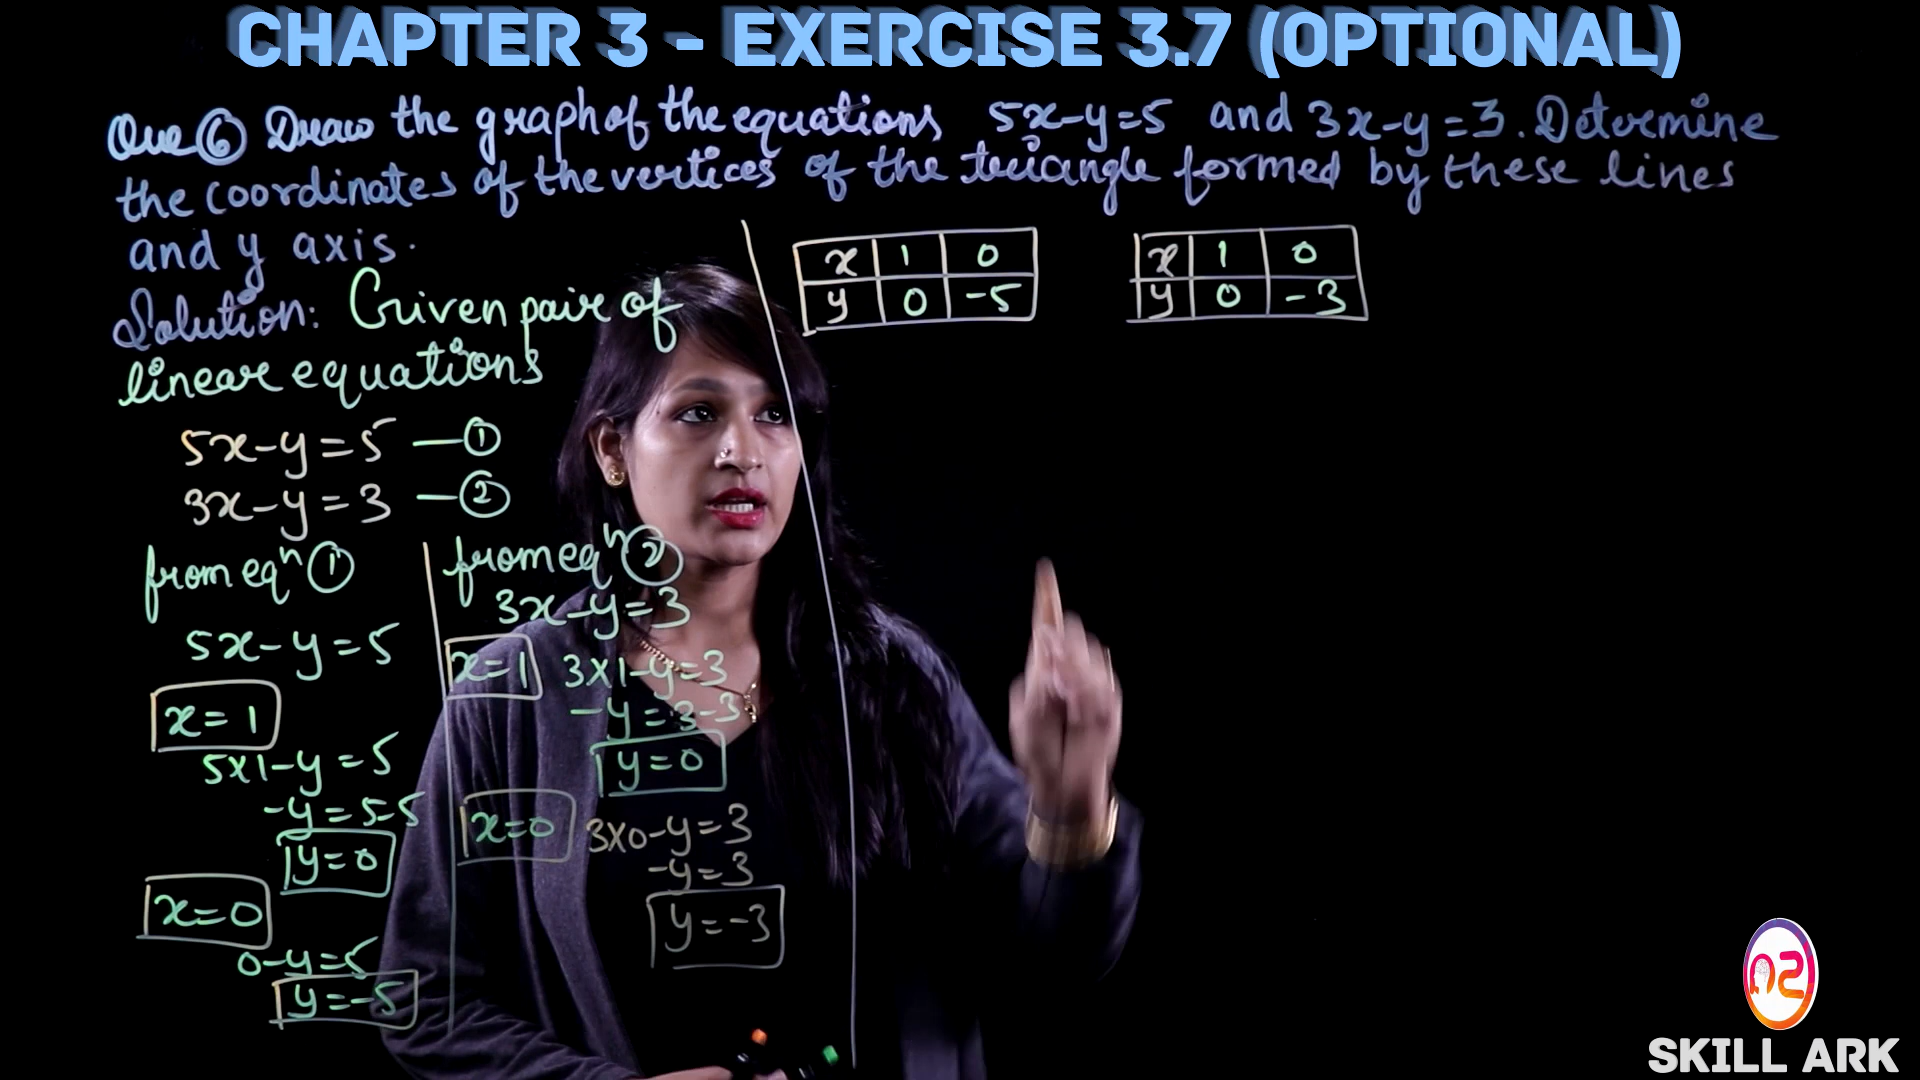 CHAPTER 3 - EXERCISE 3.7 (OPTIONAL)
Que 6 Draw the graph of the equations 5x-y=5 and 3x-y=3. Determine
the coordinates of the vertices of the triangle formed by these lines
and y axis.
Solution: Given pair of
linear equations
5x-y=5 — ①
3x-y=3 — ②
from eqⁿ ①
5x-y=5
x=1
5x1-y=5
-y=5-5
y=0
x=0
0-y=5
y=-5
from eqⁿ ②
3x-y=3
x=1 3x1-y=3
-y=3-3
y=0
x=0 3x0-y=3
-y=3
y=-3
x 1 0
y 0 -5
x 1 0
y 0 -3
SKILL ARK